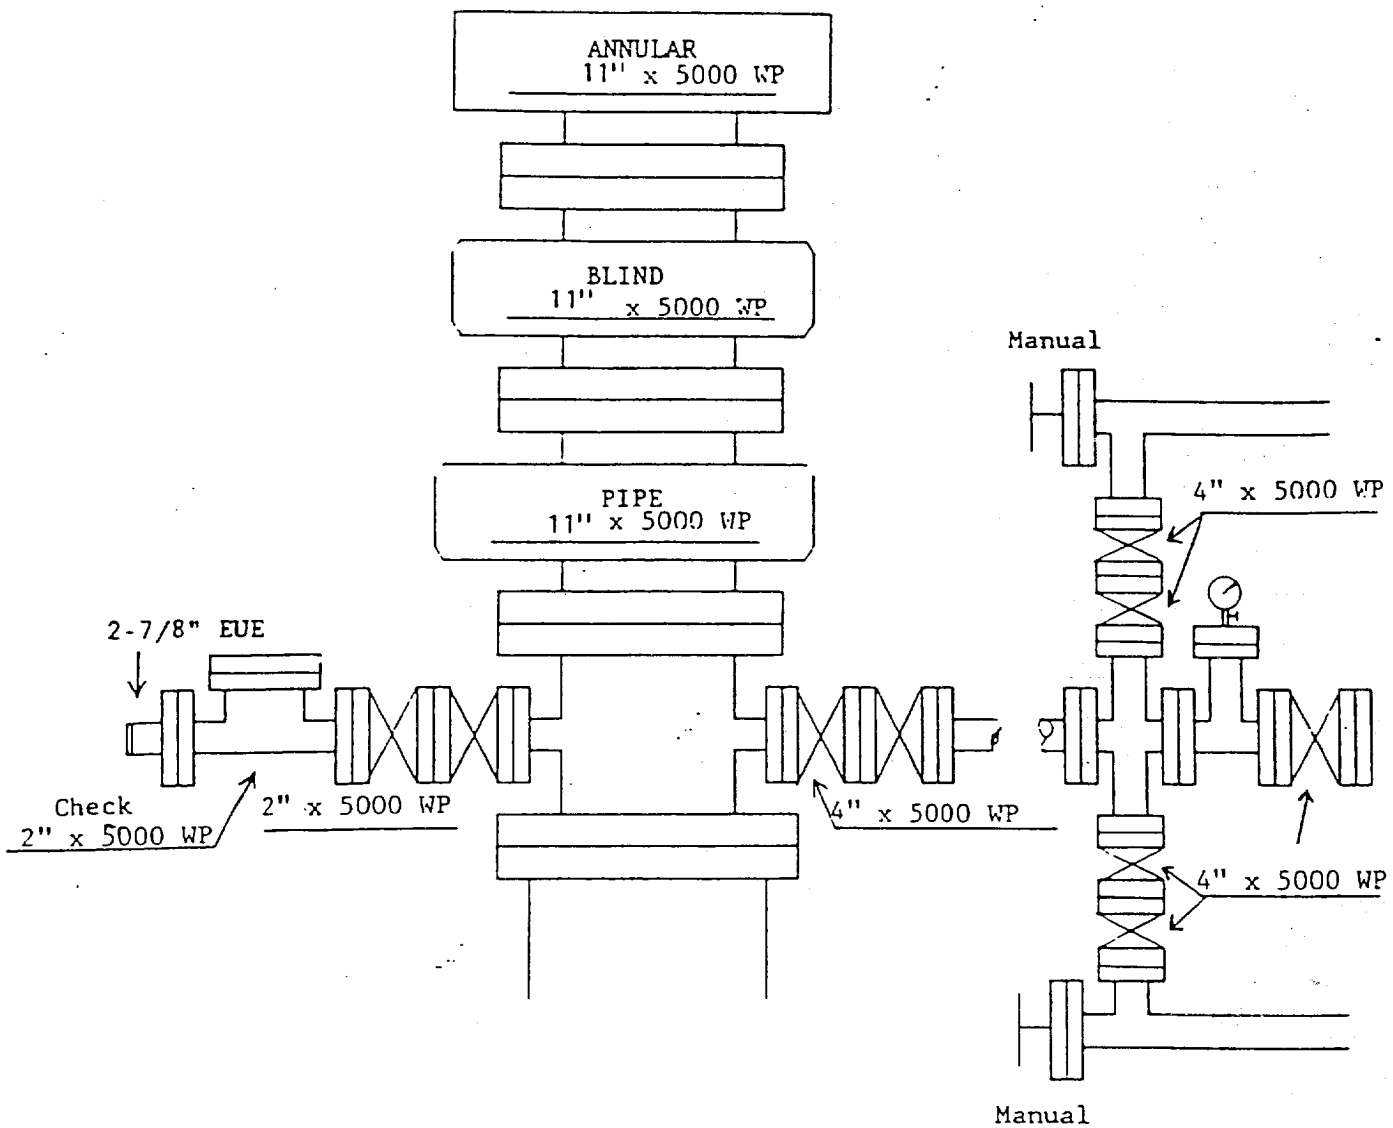 ANNULAR
11" x 5000 WP
BLIND
11" x 5000 WP
PIPE
11" x 5000 WP
Manual
4" x 5000 WP
2-7/8" EUE
Check
2" x 5000 WP
2" x 5000 WP
4" x 5000 WP
4" x 5000 WP
Manual